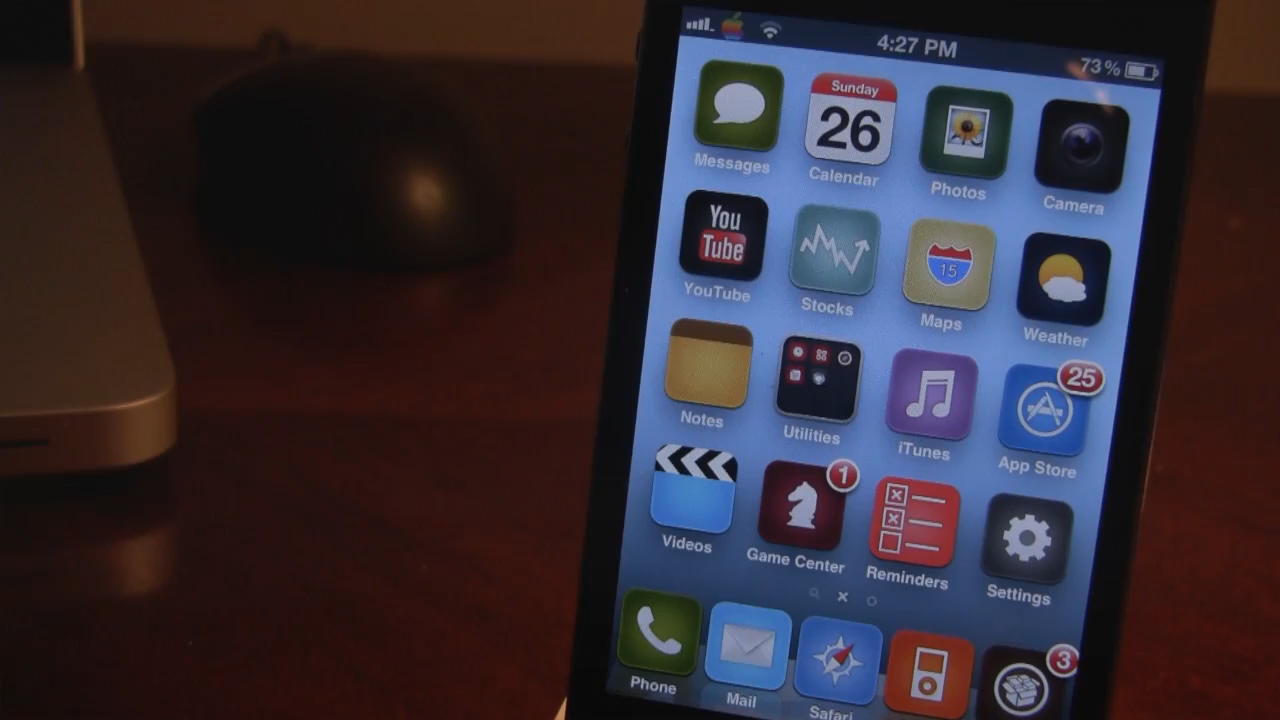 4:27 PM
73%
Sunday
26
Messages
Calendar
Photos
Camera
You
Tube
15
YouTube
Stocks
Maps
Weather
25
Notes
Utilities
iTunes
App Store
1
Videos
Game Center
Reminders
Settings
3
Phone
Mail
Safari